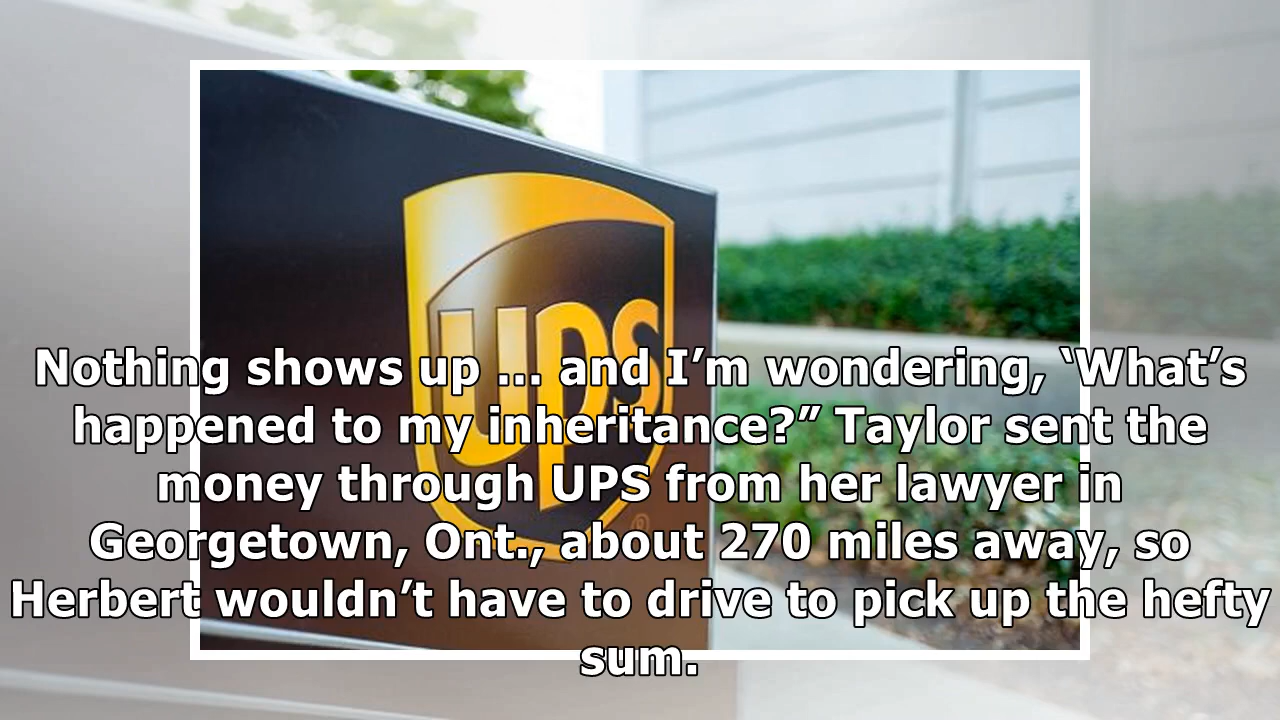 ups
®
Nothing shows up ... and I’m wondering, ‘What’s
happened to my inheritance?” Taylor sent the
money through UPS from her lawyer in
Georgetown, Ont., about 270 miles away, so
Herbert wouldn’t have to drive to pick up the hefty
sum.